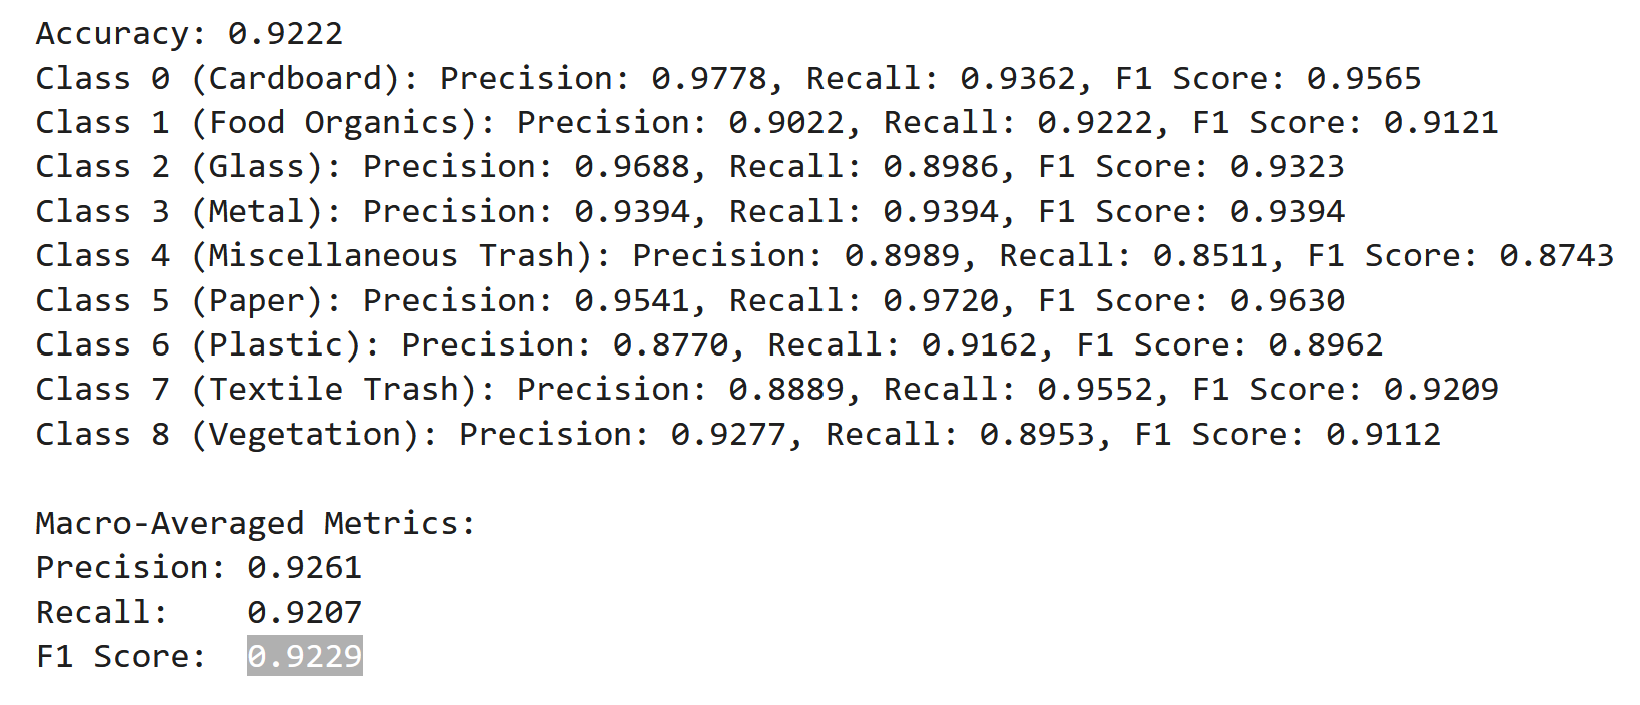 Accuracy: 0.9222
Class 0 (Cardboard): Precision: 0.9778, Recall: 0.9362, F1 Score: 0.9565
Class 1 (Food Organics): Precision: 0.9022, Recall: 0.9222, F1 Score: 0.9121
Class 2 (Glass): Precision: 0.9688, Recall: 0.8986, F1 Score: 0.9323
Class 3 (Metal): Precision: 0.9394, Recall: 0.9394, F1 Score: 0.9394
Class 4 (Miscellaneous Trash): Precision: 0.8989, Recall: 0.8511, F1 Score: 0.8743
Class 5 (Paper): Precision: 0.9541, Recall: 0.9720, F1 Score: 0.9630
Class 6 (Plastic): Precision: 0.8770, Recall: 0.9162, F1 Score: 0.8962
Class 7 (Textile Trash): Precision: 0.8889, Recall: 0.9552, F1 Score: 0.9209
Class 8 (Vegetation): Precision: 0.9277, Recall: 0.8953, F1 Score: 0.9112
Macro-Averaged Metrics:
Precision: 0.9261
Recall:    0.9207
F1 Score:  0.9229